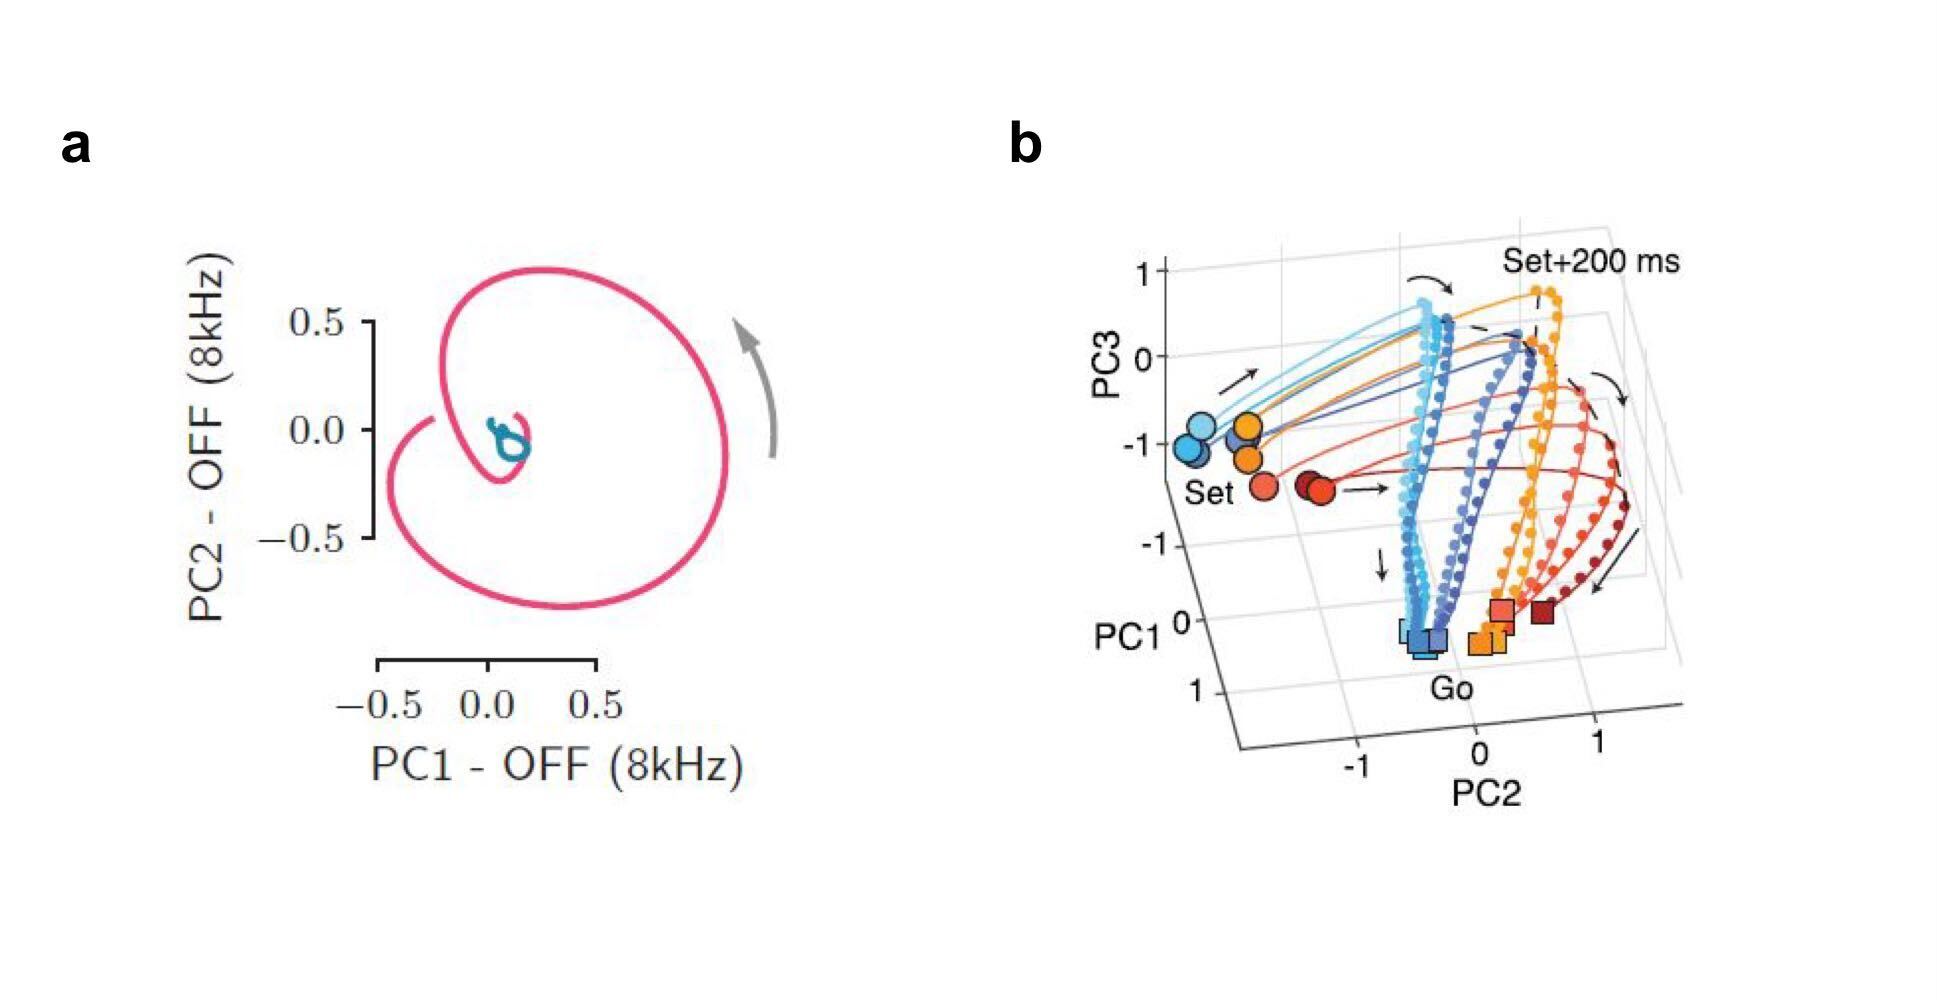 a
b
PC2 - OFF (8kHz)
0.5
0.0
−0.5
−0.5 0.0 0.5
PC1 - OFF (8kHz)
Set+200 ms
PC3
1
0
-1
Set
-1
PC1
0
1
Go
-1
0
1
PC2